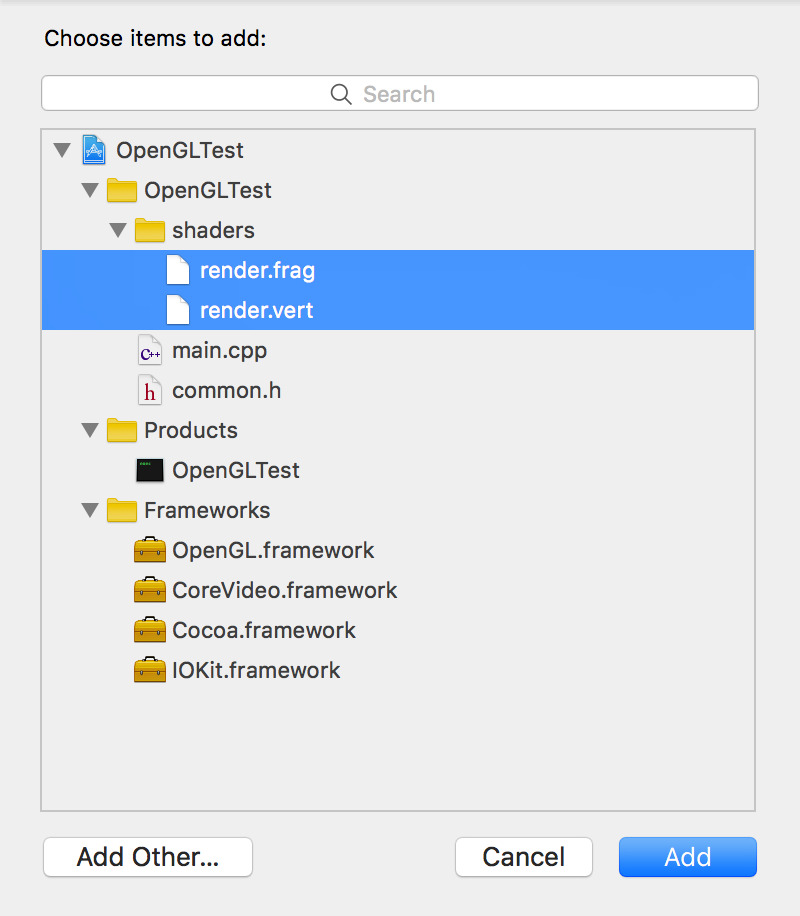 Choose items to add:
Search
OpenGLTest
OpenGLTest
shaders
render.frag
render.vert
C++ main.cpp
h common.h
Products
exec OpenGLTest
Frameworks
OpenGL.framework
CoreVideo.framework
Cocoa.framework
IOKit.framework
Add Other... Cancel Add